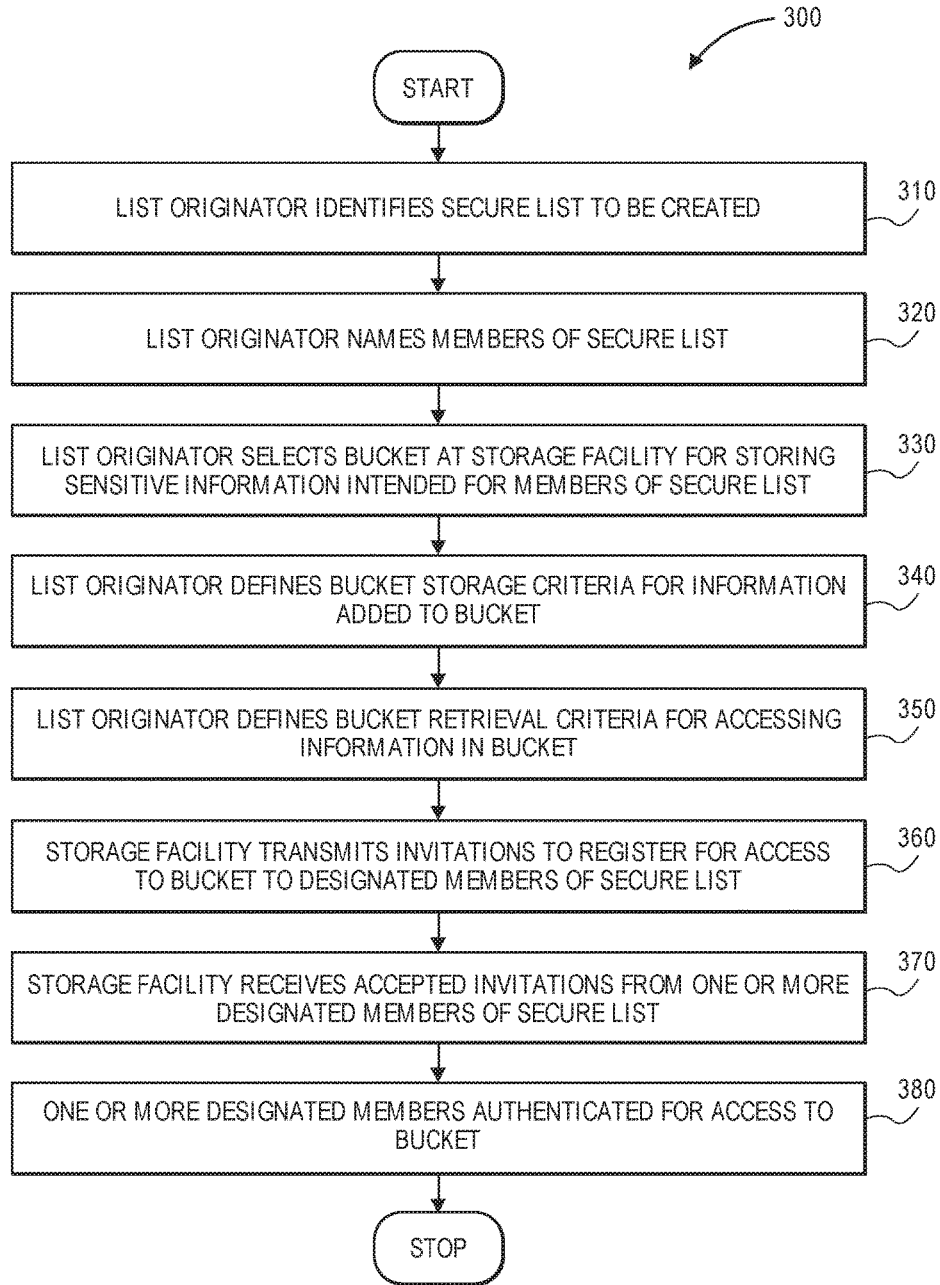 300
START
LIST ORIGINATOR IDENTIFIES SECURE LIST TO BE CREATED
310
LIST ORIGINATOR NAMES MEMBERS OF SECURE LIST
320
LIST ORIGINATOR SELECTS BUCKET AT STORAGE FACILITY FOR STORING
SENSITIVE INFORMATION INTENDED FOR MEMBERS OF SECURE LIST
330
LIST ORIGINATOR DEFINES BUCKET STORAGE CRITERIA FOR INFORMATION
ADDED TO BUCKET
340
LIST ORIGINATOR DEFINES BUCKET RETRIEVAL CRITERIA FOR ACCESSING
INFORMATION IN BUCKET
350
STORAGE FACILITY TRANSMITS INVITATIONS TO REGISTER FOR ACCESS
TO BUCKET TO DESIGNATED MEMBERS OF SECURE LIST
360
STORAGE FACILITY RECEIVES ACCEPTED INVITATIONS FROM ONE OR MORE
DESIGNATED MEMBERS OF SECURE LIST
370
ONE OR MORE DESIGNATED MEMBERS AUTHENTICATED FOR ACCESS TO
BUCKET
380
STOP